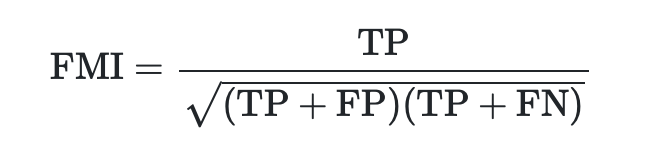 FMI = TP / √(TP + FP)(TP + FN)